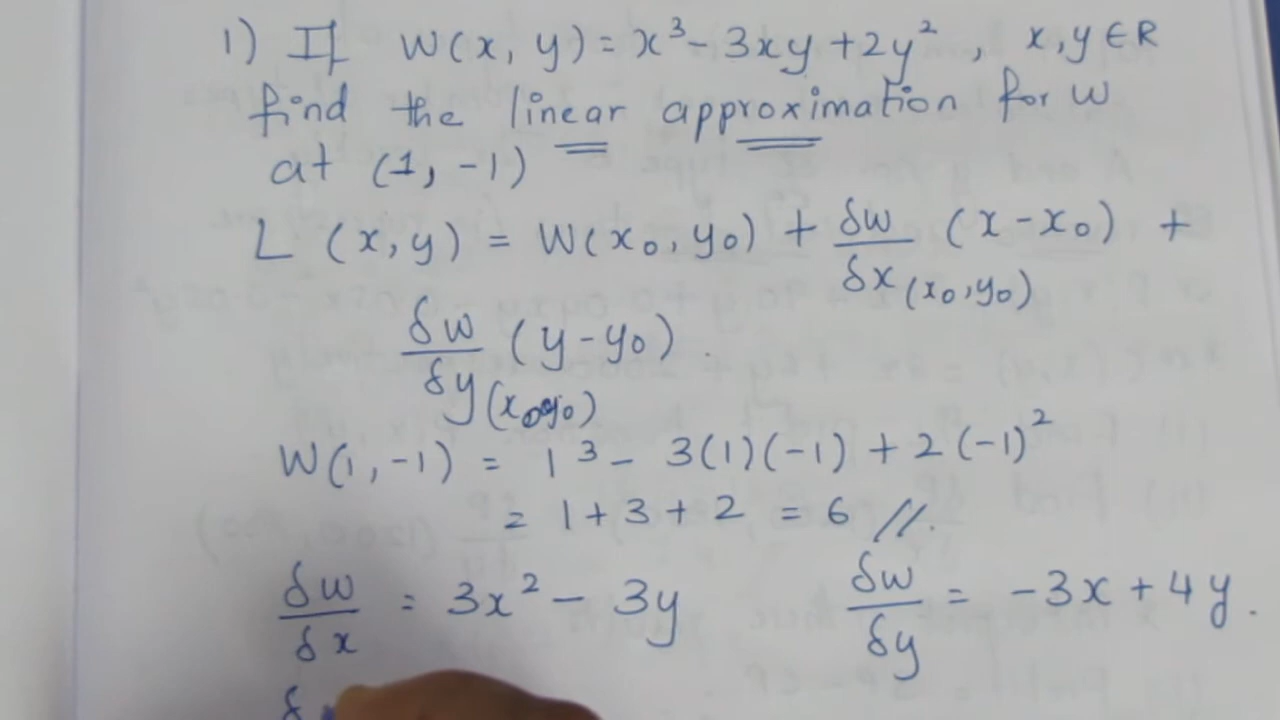 1) If W(x, y) = x³ - 3xy + 2y² , x, y ∈ R
find the linear approximation for W
at (1, -1)
L (x, y) = W(x₀, y₀) + δw/δx (x₀, y₀) (x - x₀) +
δw/δy (x₀ y₀) (y - y₀).
W(1, -1) = 1³ - 3(1)(-1) + 2(-1)²
= 1 + 3 + 2 = 6 //.
δw/δx = 3x² - 3y δw/δy = -3x + 4y.
δ